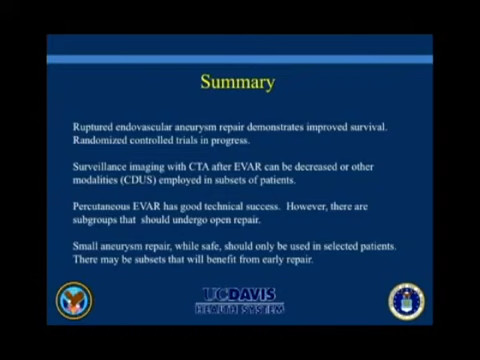 Summary
Ruptured endovascular aneurysm repair demonstrates improved survival.
Randomized controlled trials in progress.
Surveillance imaging with CTA after EVAR can be decreased or other
modalities (CDUS) employed in subsets of patients.
Percutaneous EVAR has good technical success. However, there are
subgroups that should undergo open repair.
Small aneurysm repair, while safe, should only be used in selected patients.
There may be subsets that will benefit from early repair.
UCDAVIS
HEALTH SYSTEM